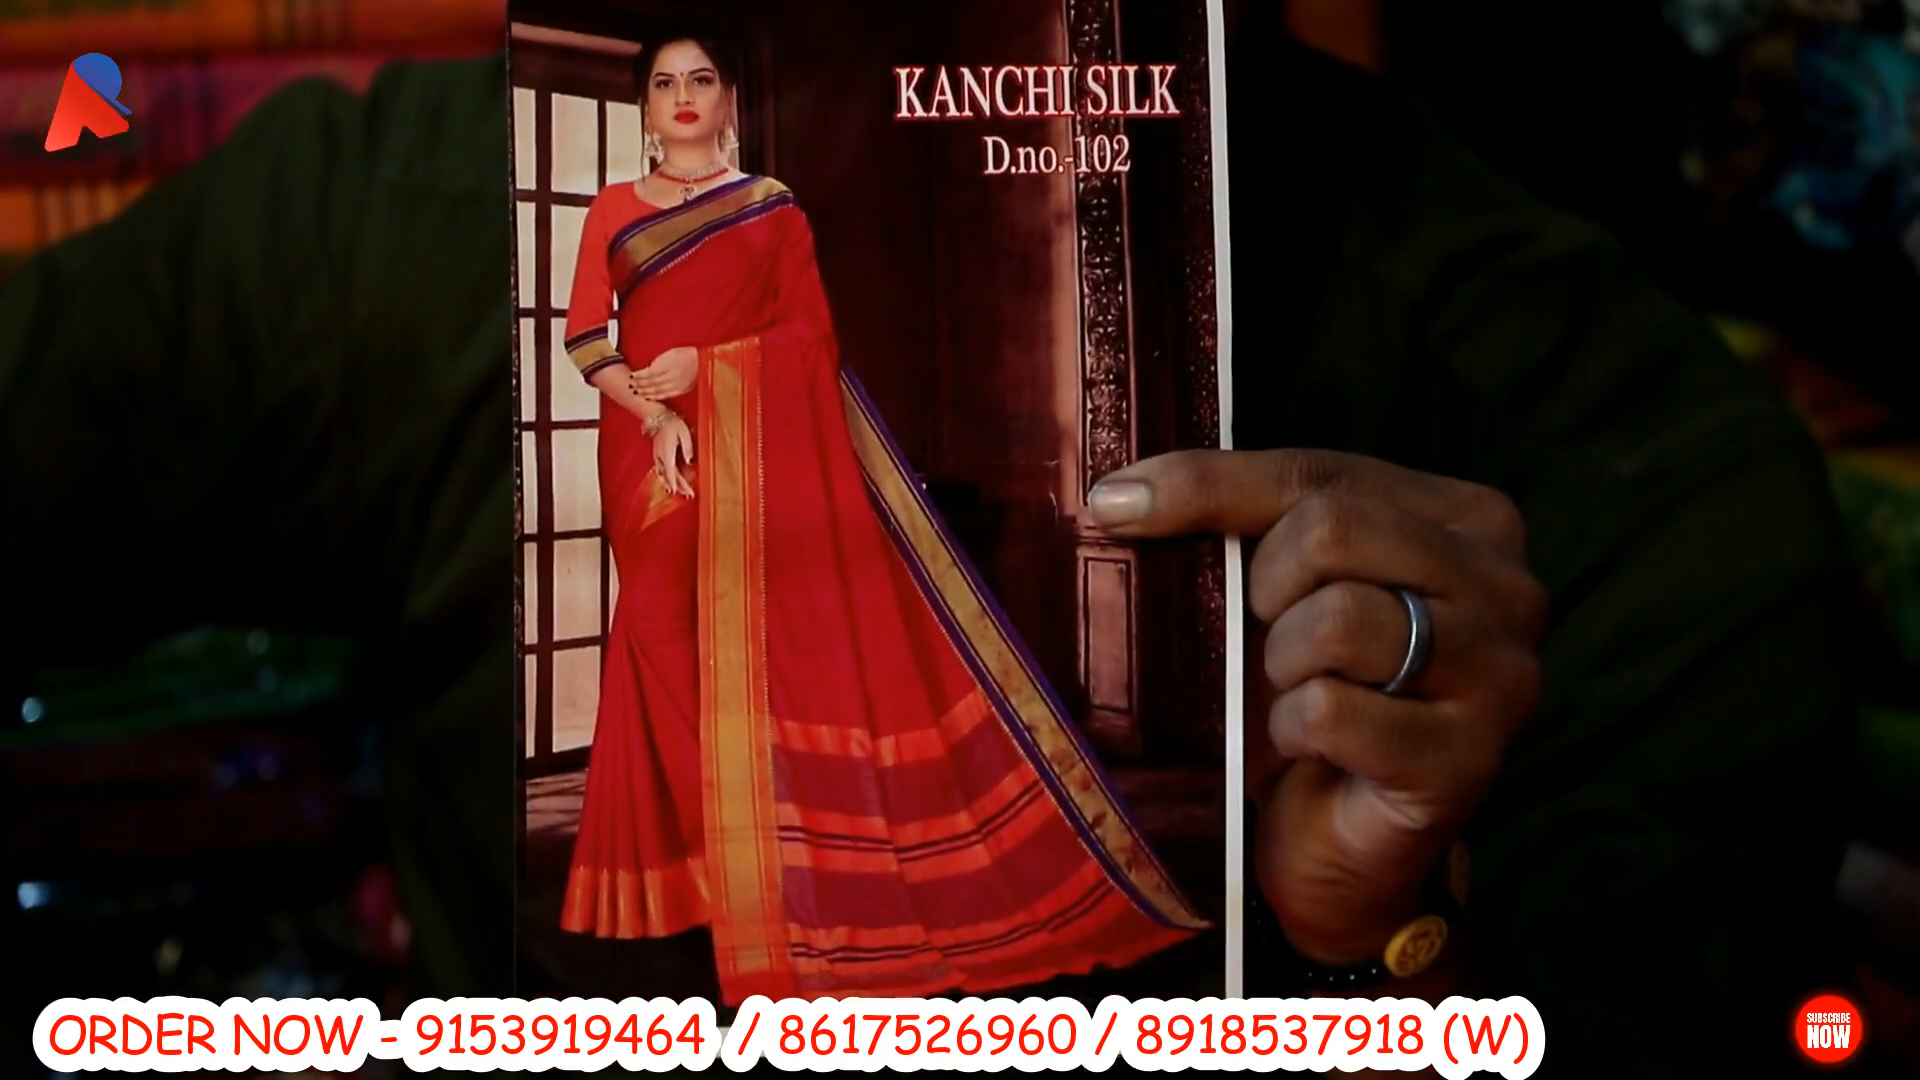 KANCHI SILK
D.no.-102
ORDER NOW - 9153919464 / 8617526960 / 8918537918 (W)
SUBSCRIBE
NOW